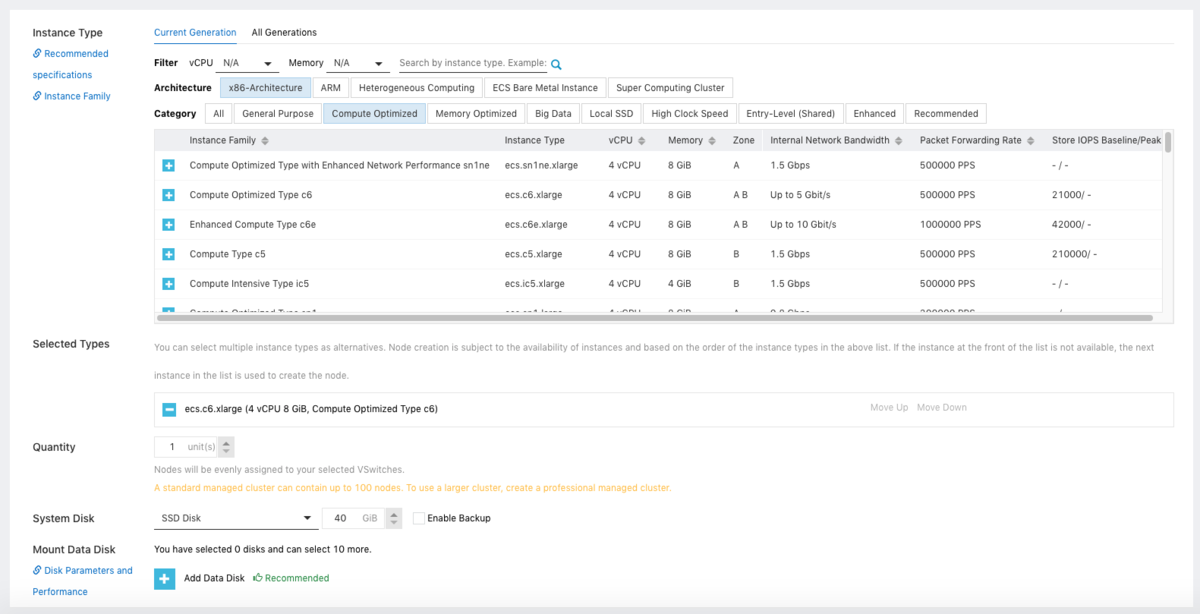 Instance Type
Recommended
specifications
Instance Family
Current Generation All Generations
Filter vCPU N/A Memory N/A Search by instance type. Example:
Architecture x86-Architecture ARM Heterogeneous Computing ECS Bare Metal Instance Super Computing Cluster
Category All General Purpose Compute Optimized Memory Optimized Big Data Local SSD High Clock Speed Entry-Level (Shared) Enhanced Recommended
Instance Family Instance Type vCPU Memory Zone Internal Network Bandwidth Packet Forwarding Rate Store IOPS Baseline/Peak
Compute Optimized Type with Enhanced Network Performance sn1ne ecs.sn1ne.xlarge 4 vCPU 8 GiB A 1.5 Gbps 500000 PPS - / -
Compute Optimized Type c6 ecs.c6.xlarge 4 vCPU 8 GiB A B Up to 5 Gbit/s 500000 PPS 21000/ -
Enhanced Compute Type c6e ecs.c6e.xlarge 4 vCPU 8 GiB A B Up to 10 Gbit/s 1000000 PPS 42000/ -
Compute Type c5 ecs.c5.xlarge 4 vCPU 8 GiB B 1.5 Gbps 500000 PPS 210000/ -
Compute Intensive Type ic5 ecs.ic5.xlarge 4 vCPU 4 GiB B 1.5 Gbps 500000 PPS - / -
Selected Types
You can select multiple instance types as alternatives. Node creation is subject to the availability of instances and based on the order of the instance types in the above list. If the instance at the front of the list is not available, the next
instance in the list is used to create the node.
ecs.c6.xlarge (4 vCPU 8 GiB, Compute Optimized Type c6) Move Up Move Down
Quantity 1 unit(s)
Nodes will be evenly assigned to your selected VSwitches.
A standard managed cluster can contain up to 100 nodes. To use a larger cluster, create a professional managed cluster.
System Disk SSD Disk 40 GiB Enable Backup
Mount Data Disk You have selected 0 disks and can select 10 more.
Disk Parameters and
Performance
Add Data Disk Recommended